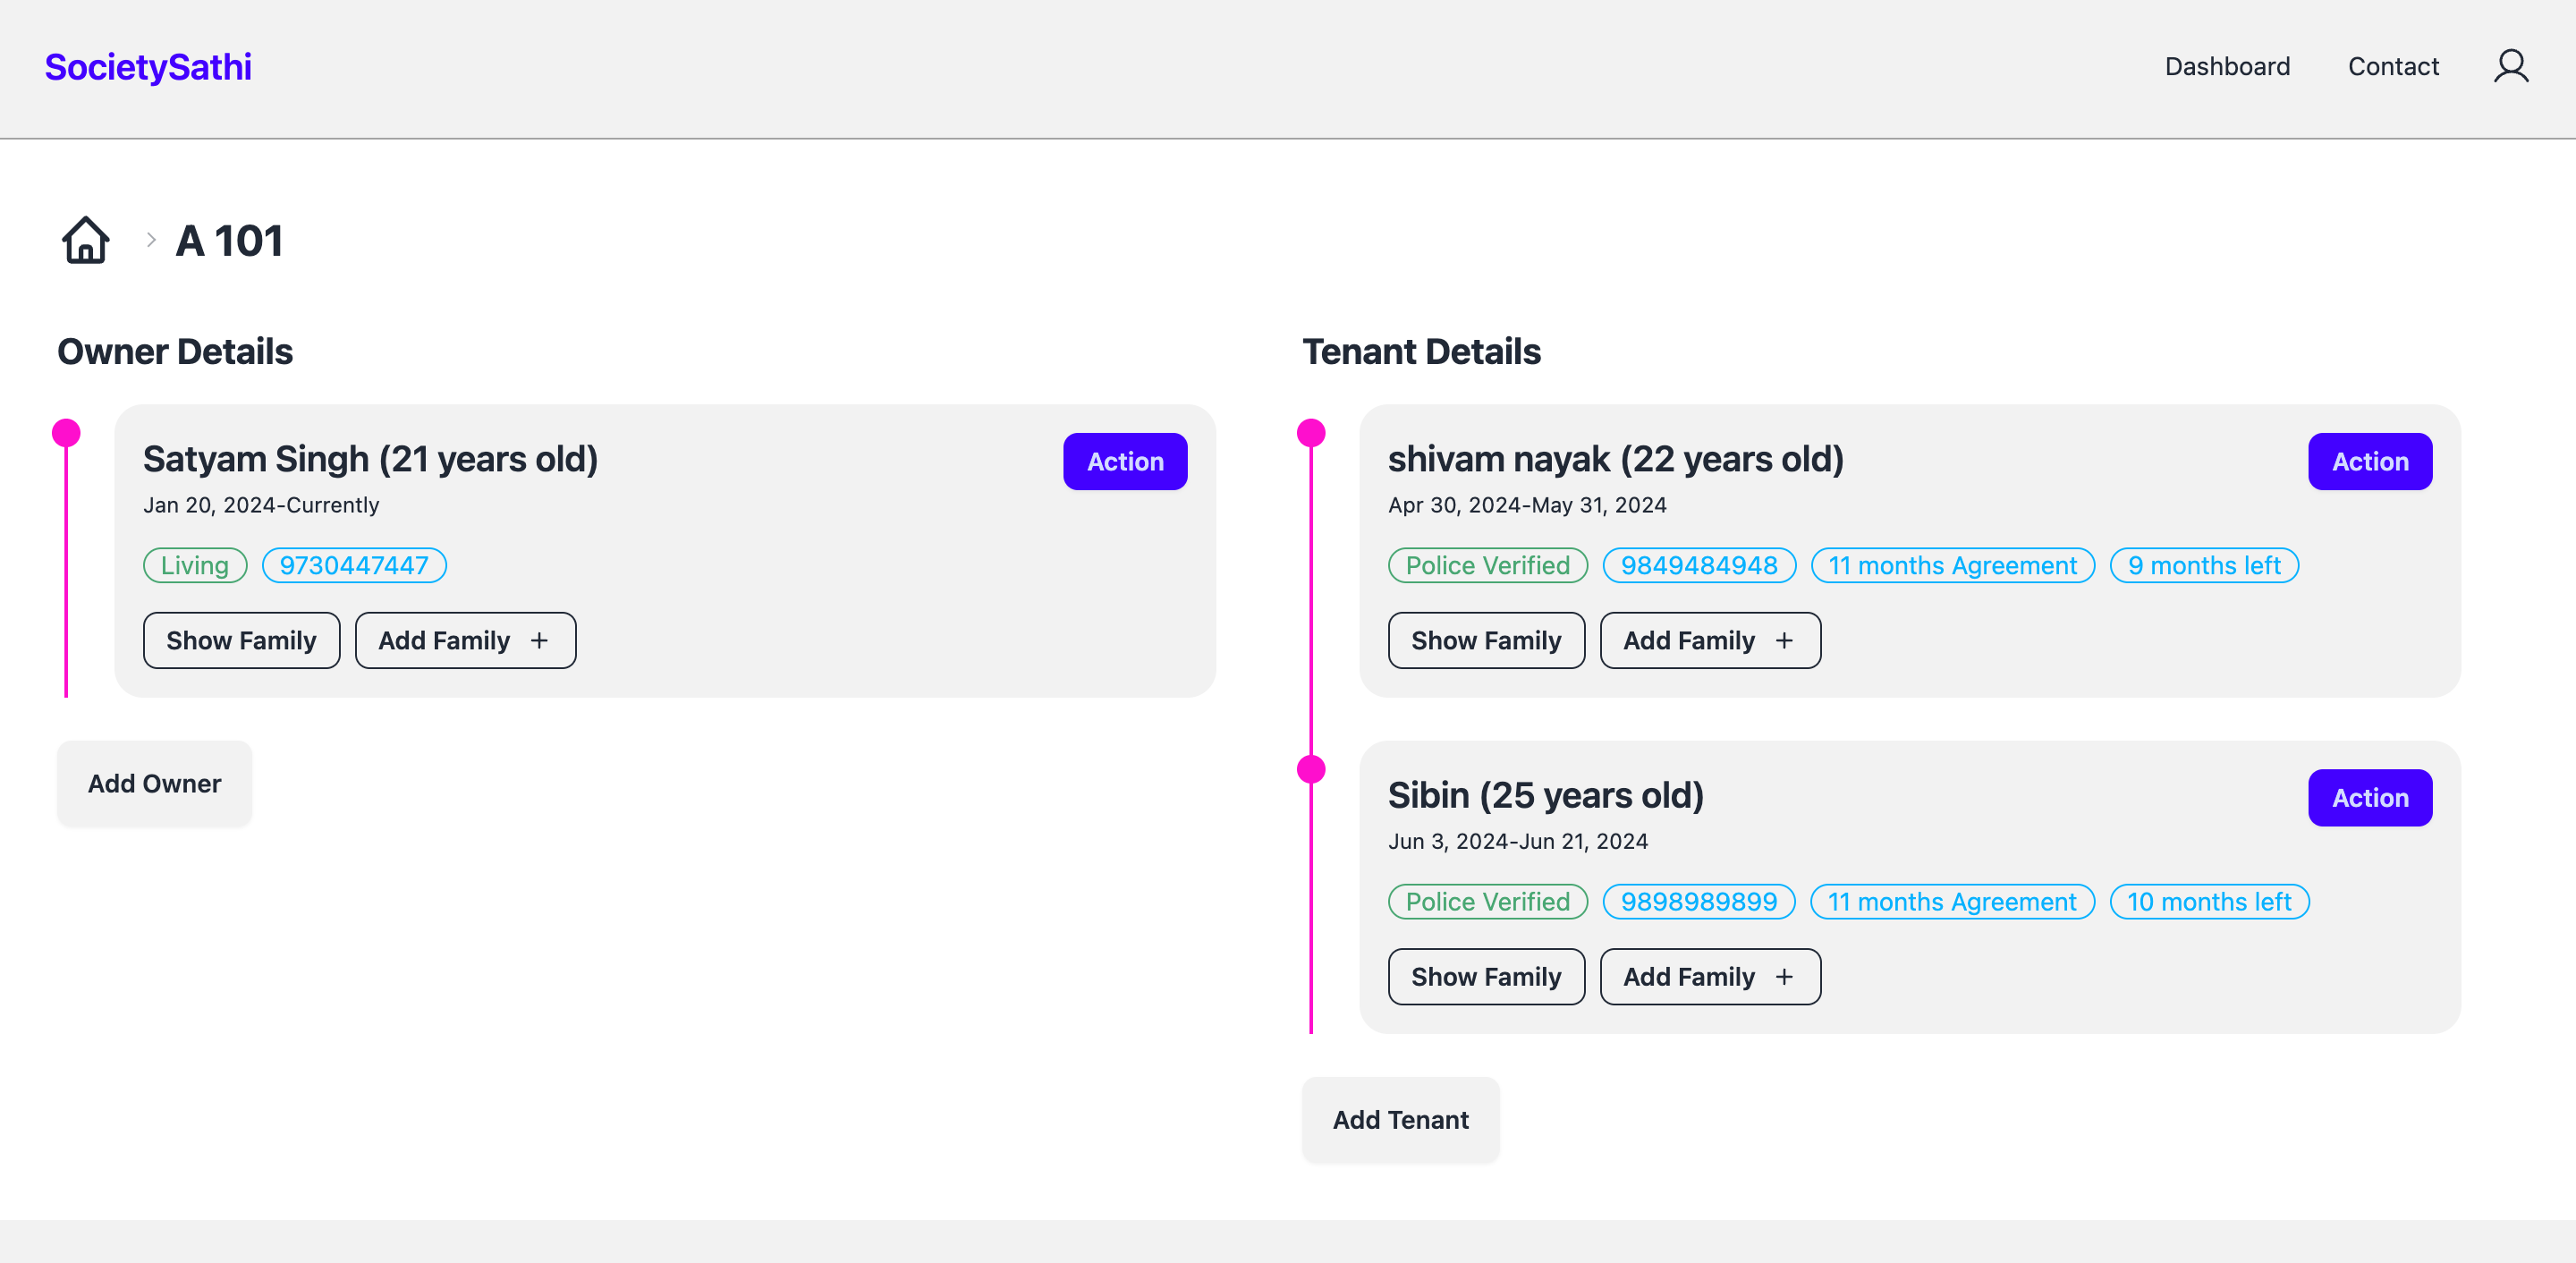 SocietySathi
Dashboard
Contact
A 101
Owner Details
Satyam Singh (21 years old)
Action
Jan 20, 2024-Currently
Living
9730447447
Show Family
Add Family +
Add Owner
Tenant Details
shivam nayak (22 years old)
Action
Apr 30, 2024-May 31, 2024
Police Verified
9849484948
11 months Agreement
9 months left
Show Family
Add Family +
Sibin (25 years old)
Action
Jun 3, 2024-Jun 21, 2024
Police Verified
9898989899
11 months Agreement
10 months left
Show Family
Add Family +
Add Tenant